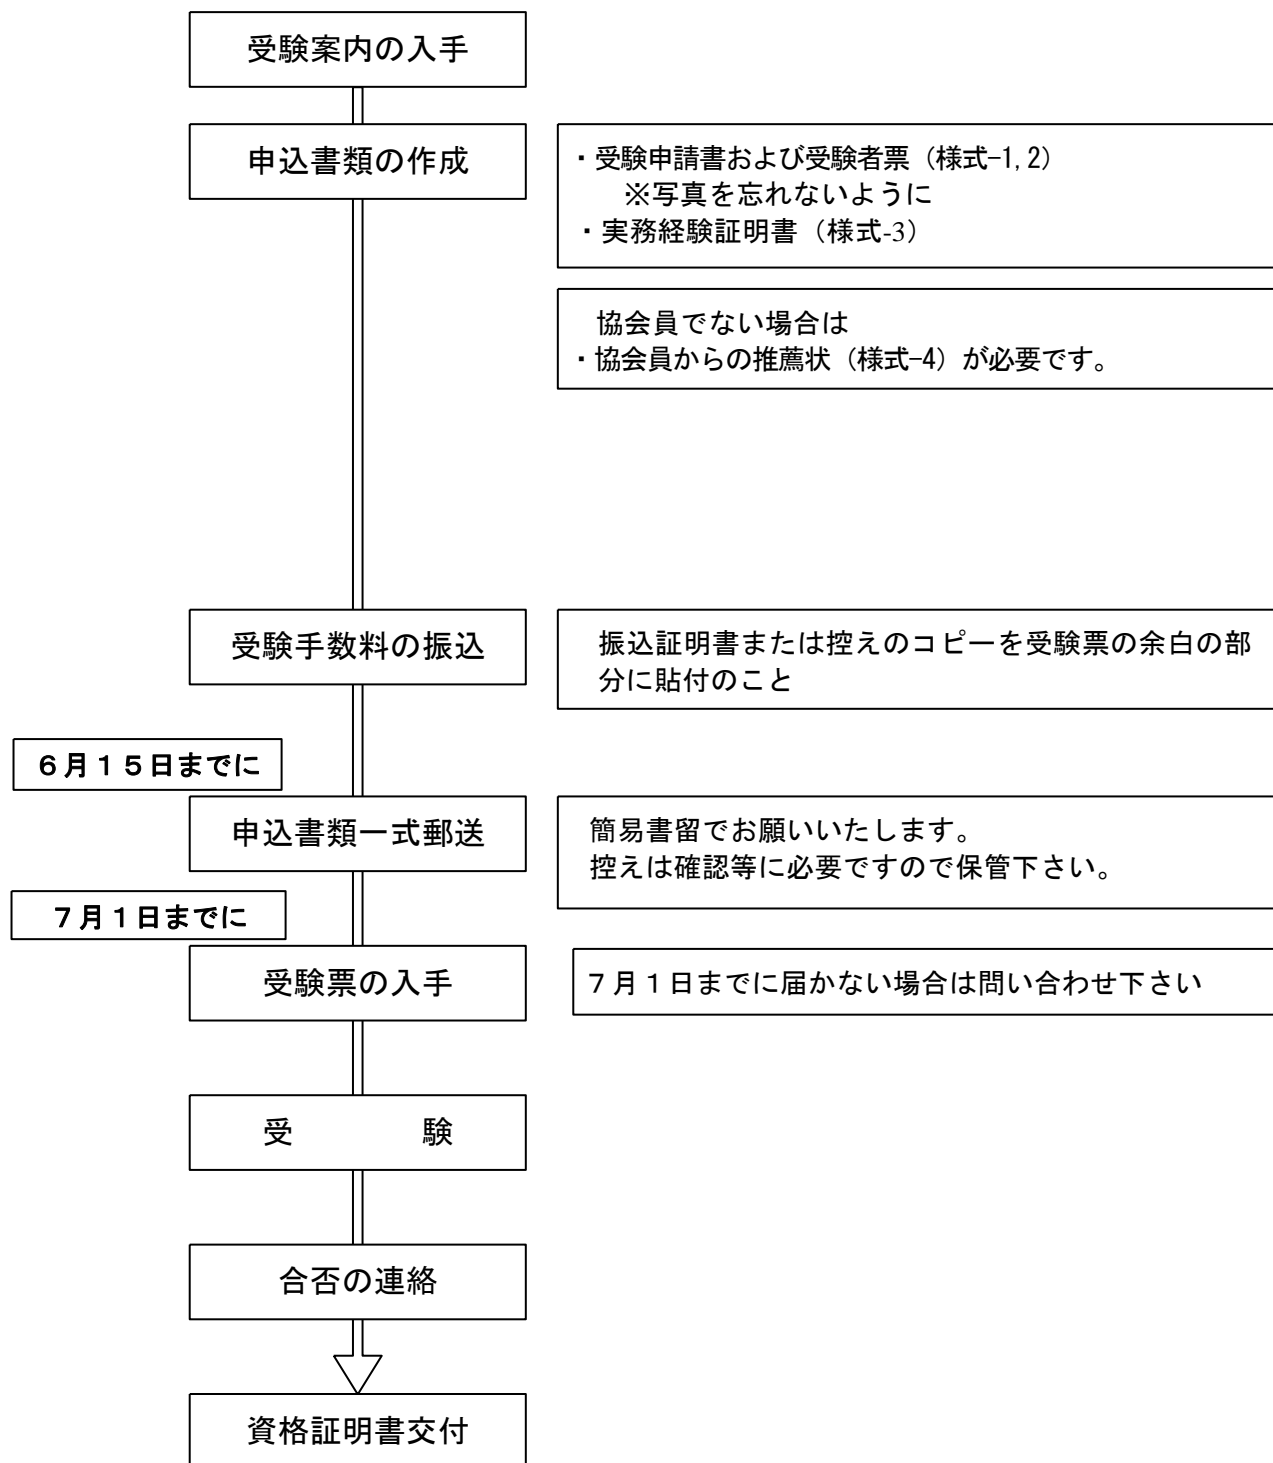 受験案内の入手
申込書類の作成
・受験申請書および受験者票（様式-1,2）
※写真を忘れないように
・実務経験証明書（様式-3）
協会員でない場合は
・協会員からの推薦状（様式-4）が必要です。
受験手数料の振込
振込証明書または控えのコピーを受験票の余白の部
分に貼付のこと
６月１５日までに
申込書類一式郵送
簡易書留でお願いいたします。
控えは確認等に必要ですので保管下さい。
７月１日までに
受験票の入手
７月１日までに届かない場合は問い合わせ下さい
受　　　　験
合否の連絡
資格証明書交付